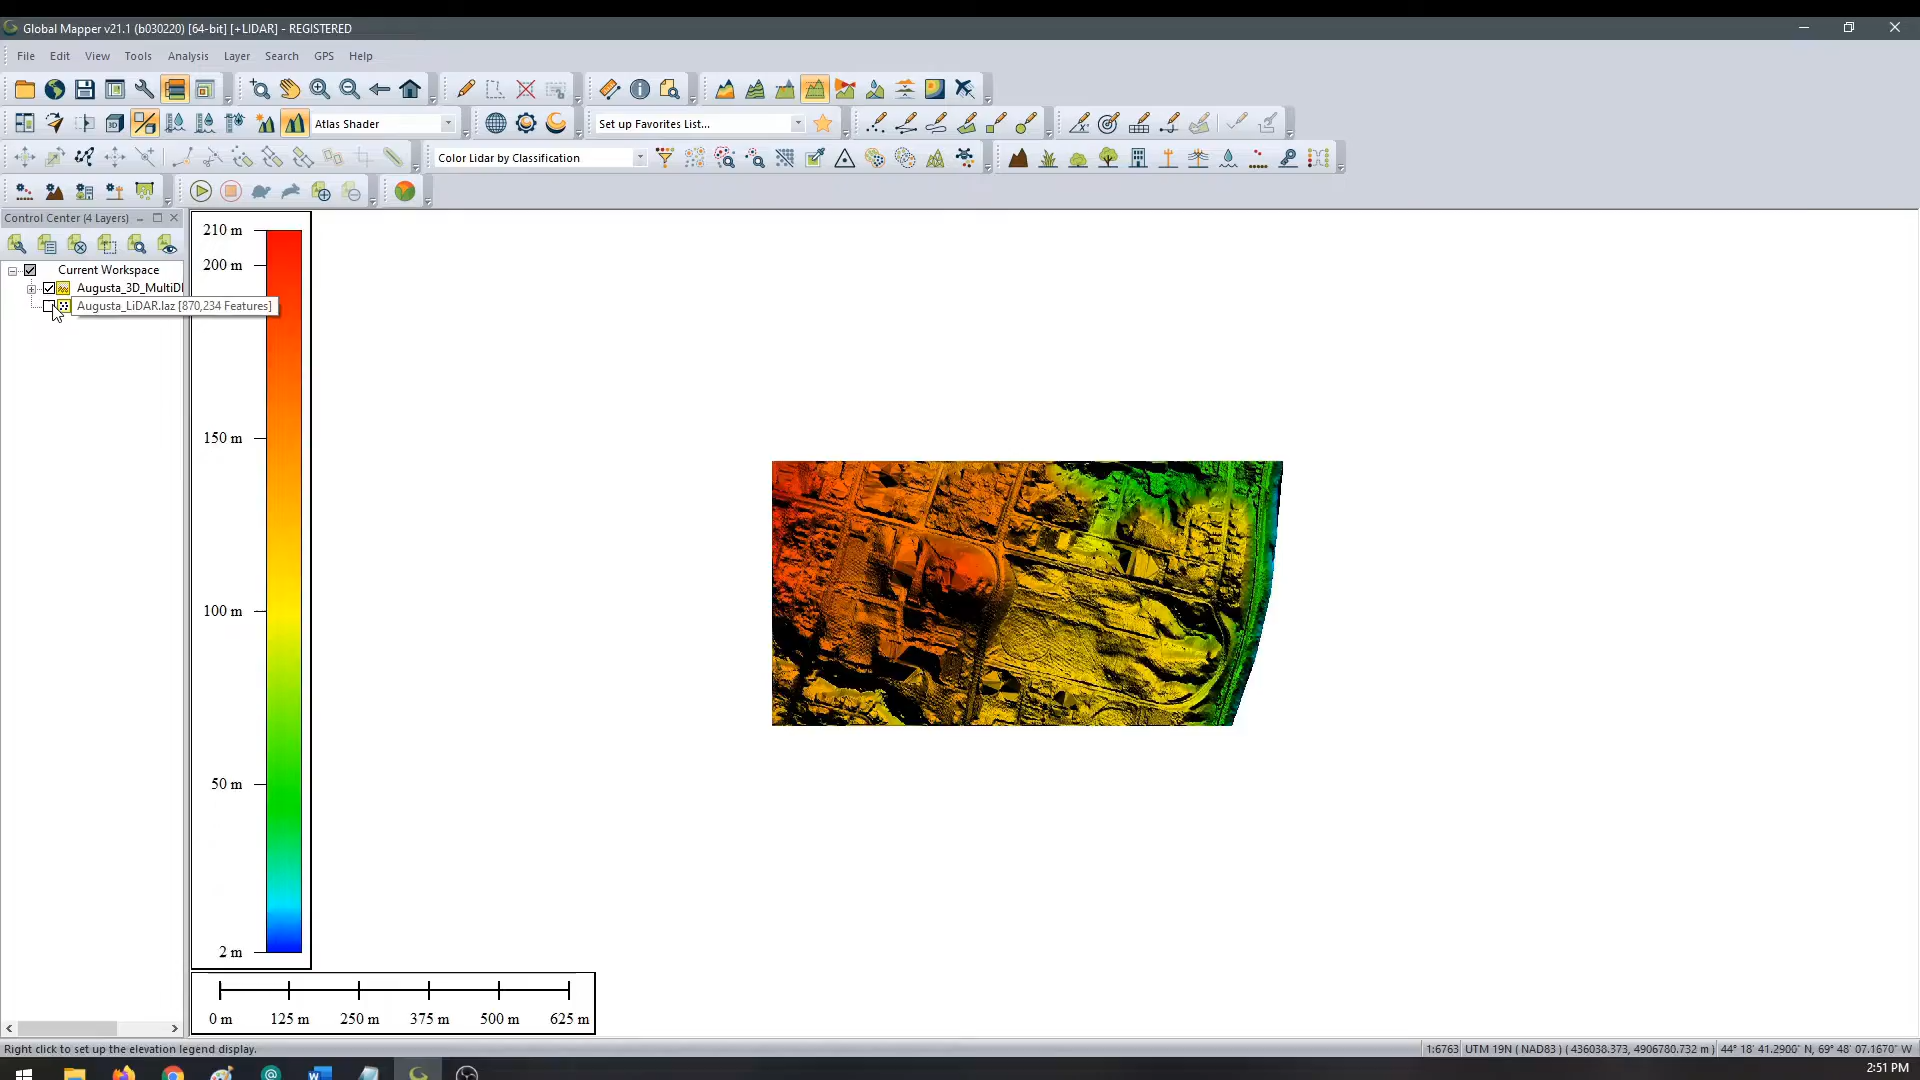 Global Mapper v21.1 (b030220) [64-bit] [+LIDAR] - REGISTERED
File Edit View Tools Analysis Layer Search GPS Help
Atlas Shader
Set up Favorites List...
Color Lidar by Classification
Control Center (4 Layers)
Current Workspace
Augusta_3D_MultiDI
Augusta_LiDAR.laz [870,234 Features]
210 m
200 m
150 m
100 m
50 m
2 m
0 m 125 m 250 m 375 m 500 m 625 m
Right click to set up the elevation legend display.
1:6763 UTM 19N ( NAD83 ) ( 436038.373, 4906780.732 m ) 44° 18' 41.2900" N, 69° 48' 07.1670" W
2:51 PM